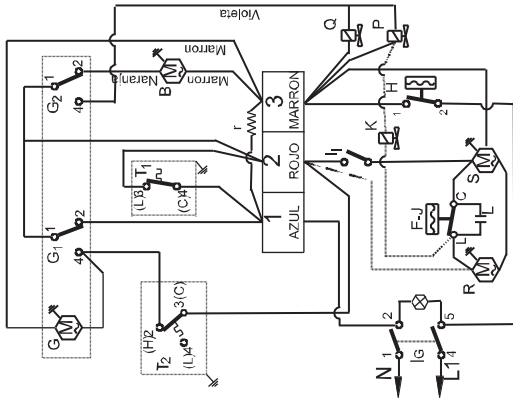 Violeta
Q
P
Marron
Marron
Naranja
B
M
G2
1
2
4
r
3
MARRON
2
ROJO
1
AZUL
H
1
2
K
I1
T1
(L)3
(C)4
S
M
C
F-J
L
L
R
M
G1
1
2
4
G
M
T2
(H)2
3(C)
(L)4
2
5
1
4
IG
N
L1